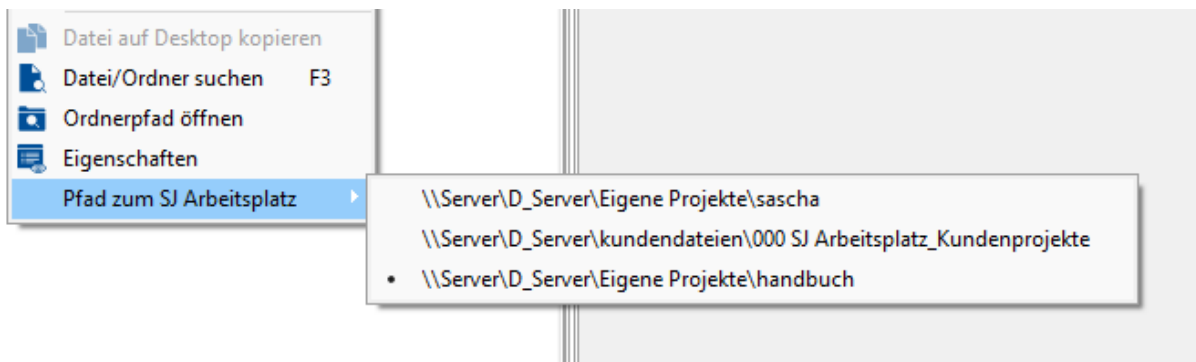 Datei auf Desktop kopieren
Datei/Ordner suchen F3
Ordnerpfad öffnen
Eigenschaften
Pfad zum SJ Arbeitsplatz
\\Server\D_Server\Eigene Projekte\sascha
\\Server\D_Server\kundendateien\000 SJ Arbeitsplatz_Kundenprojekte
• \\Server\D_Server\Eigene Projekte\handbuch